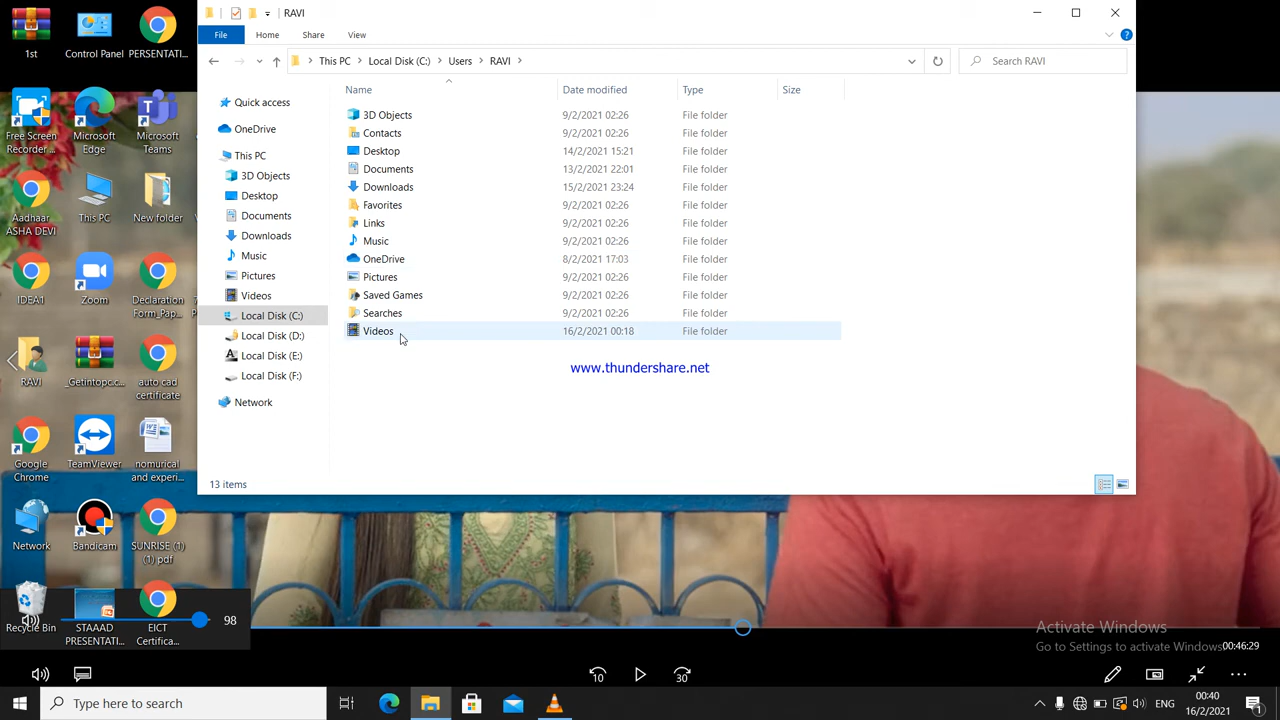 RAVI
File Home Share View
This PC Local Disk (C:) Users RAVI
Search RAVI
Name Date modified Type Size
3D Objects 9/2/2021 02:26 File folder
Contacts 9/2/2021 02:26 File folder
Desktop 14/2/2021 15:21 File folder
Documents 13/2/2021 22:01 File folder
Downloads 15/2/2021 23:24 File folder
Favorites 9/2/2021 02:26 File folder
Links 9/2/2021 02:26 File folder
Music 9/2/2021 02:26 File folder
OneDrive 8/2/2021 17:03 File folder
Pictures 9/2/2021 02:26 File folder
Saved Games 9/2/2021 02:26 File folder
Searches 9/2/2021 02:26 File folder
Videos 16/2/2021 00:18 File folder
Quick access
OneDrive
This PC
3D Objects
Desktop
Documents
Downloads
Music
Pictures
Videos
Local Disk (C:)
Local Disk (D:)
Local Disk (E:)
Local Disk (F:)
Network
13 items
www.thundershare.net
1st
Control Panel
PERSENTATI...
Free Screen
Recorder ...
Microsoft
Edge
Microsoft
Teams
Aadhaar
ASHA DEVI
This PC
New folder
IDEA1
Zoom
Declaration
Form_Pap...
RAVI
_Getintopc.c...
auto cad
certificate
Google
Chrome
TeamViewer
nomurical
and experi...
Network
Bandicam
SUNRISE (1)
(1) pdf
Recycle Bin
STAAAD
PRESENTATI...
EICT
Certifica...
98
Activate Windows
Go to Settings to activate Windows.
00:46:29
10
30
Type here to search
ENG
00:40
16/2/2021
1